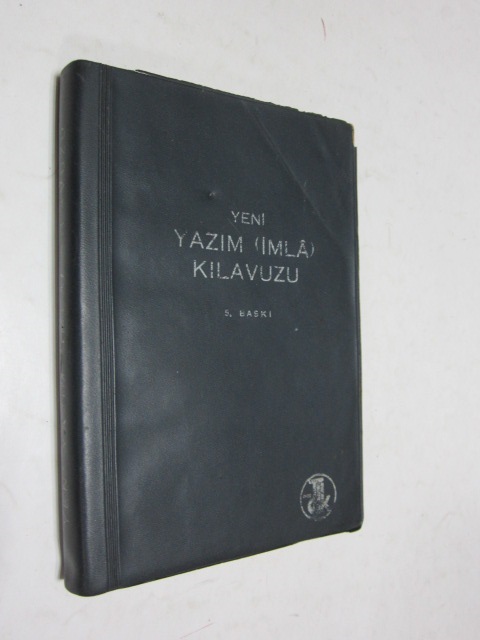 YENİ
YAZIM (İMLÂ)
KILAVUZU
5. BASKI